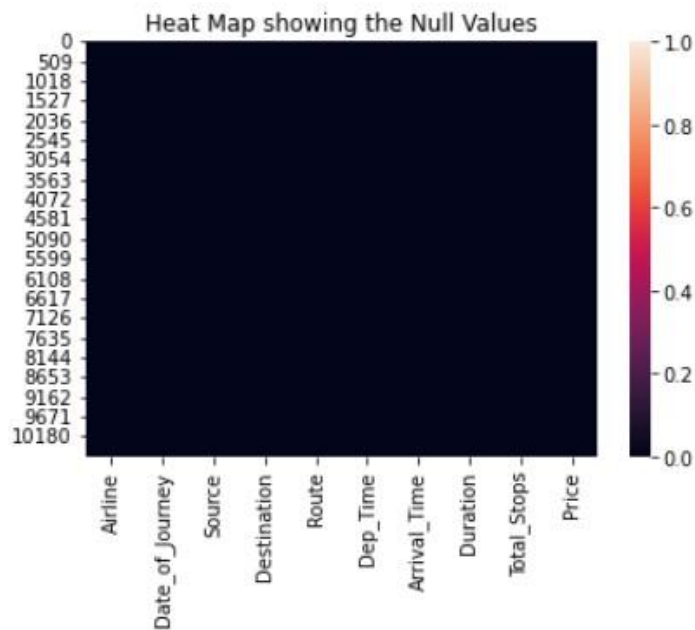 Heat Map showing the Null Values
0
509
1018
1527
2036
2545
3054
3563
4072
4581
5090
5599
6108
6617
7126
7635
8144
8653
9162
9671
10180
1.0
0.8
0.6
0.4
0.2
0.0
Airline
Date_of_Journey
Source
Destination
Route
Dep_Time
Arrival_Time
Duration
Total_Stops
Price